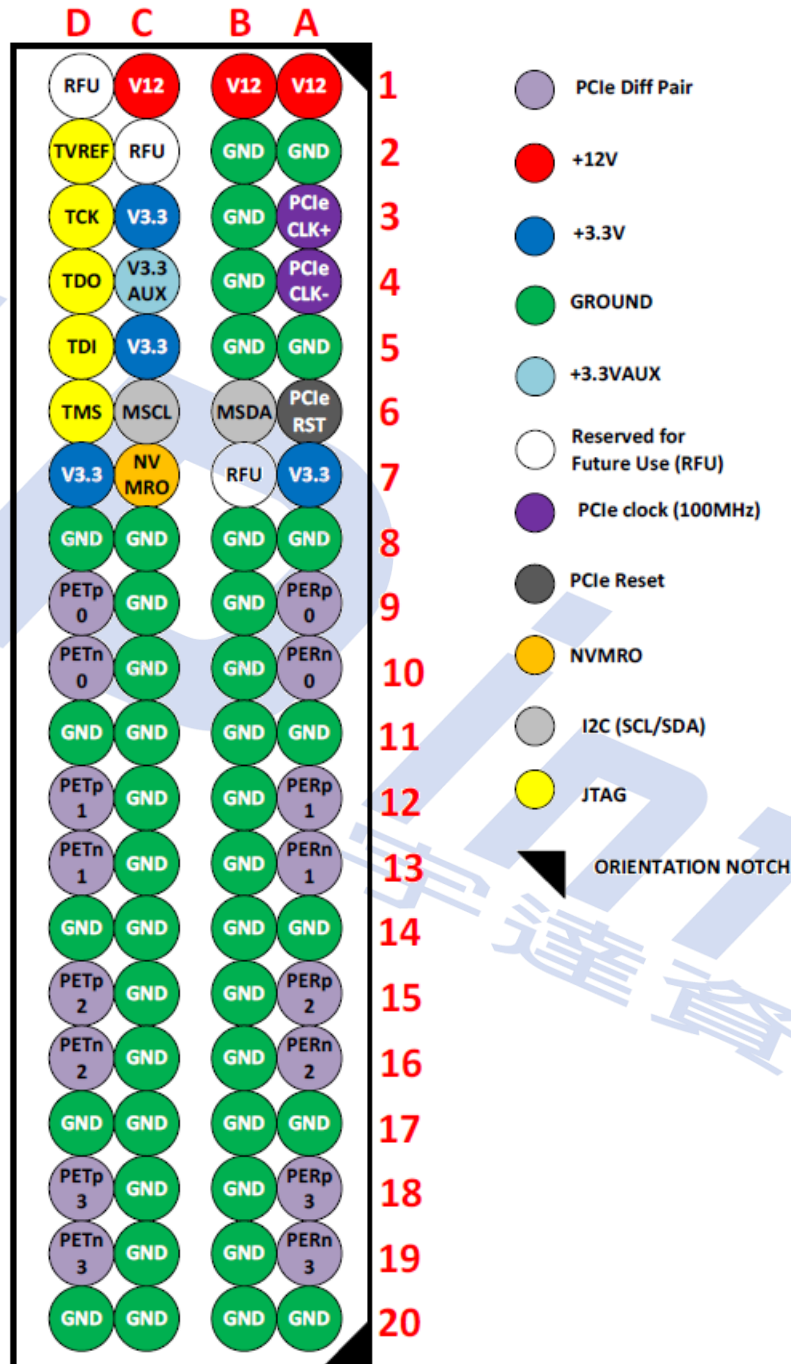 D C B A
RFU V12 V12 V12 1
TVREF RFU GND GND 2
TCK V3.3 GND PCIe CLK+ 3
TDO V3.3 AUX GND PCIe CLK- 4
TDI V3.3 GND GND 5
TMS MSCL MSDA PCIe RST 6
V3.3 NV MRO RFU V3.3 7
GND GND GND GND 8
PETp 0 GND GND PERp 0 9
PETn 0 GND GND PERn 0 10
GND GND GND GND 11
PETp 1 GND GND PERp 1 12
PETn 1 GND GND PERn 1 13
GND GND GND GND 14
PETp 2 GND GND PERp 2 15
PETn 2 GND GND PERn 2 16
GND GND GND GND 17
PETp 3 GND GND PERp 3 18
PETn 3 GND GND PERn 3 19
GND GND GND GND 20
PCIe Diff Pair
+12V
+3.3V
GROUND
+3.3VAUX
Reserved for
Future Use (RFU)
PCIe clock (100MHz)
PCIe Reset
NVMRO
I2C (SCL/SDA)
JTAG
ORIENTATION NOTCH
宇達資